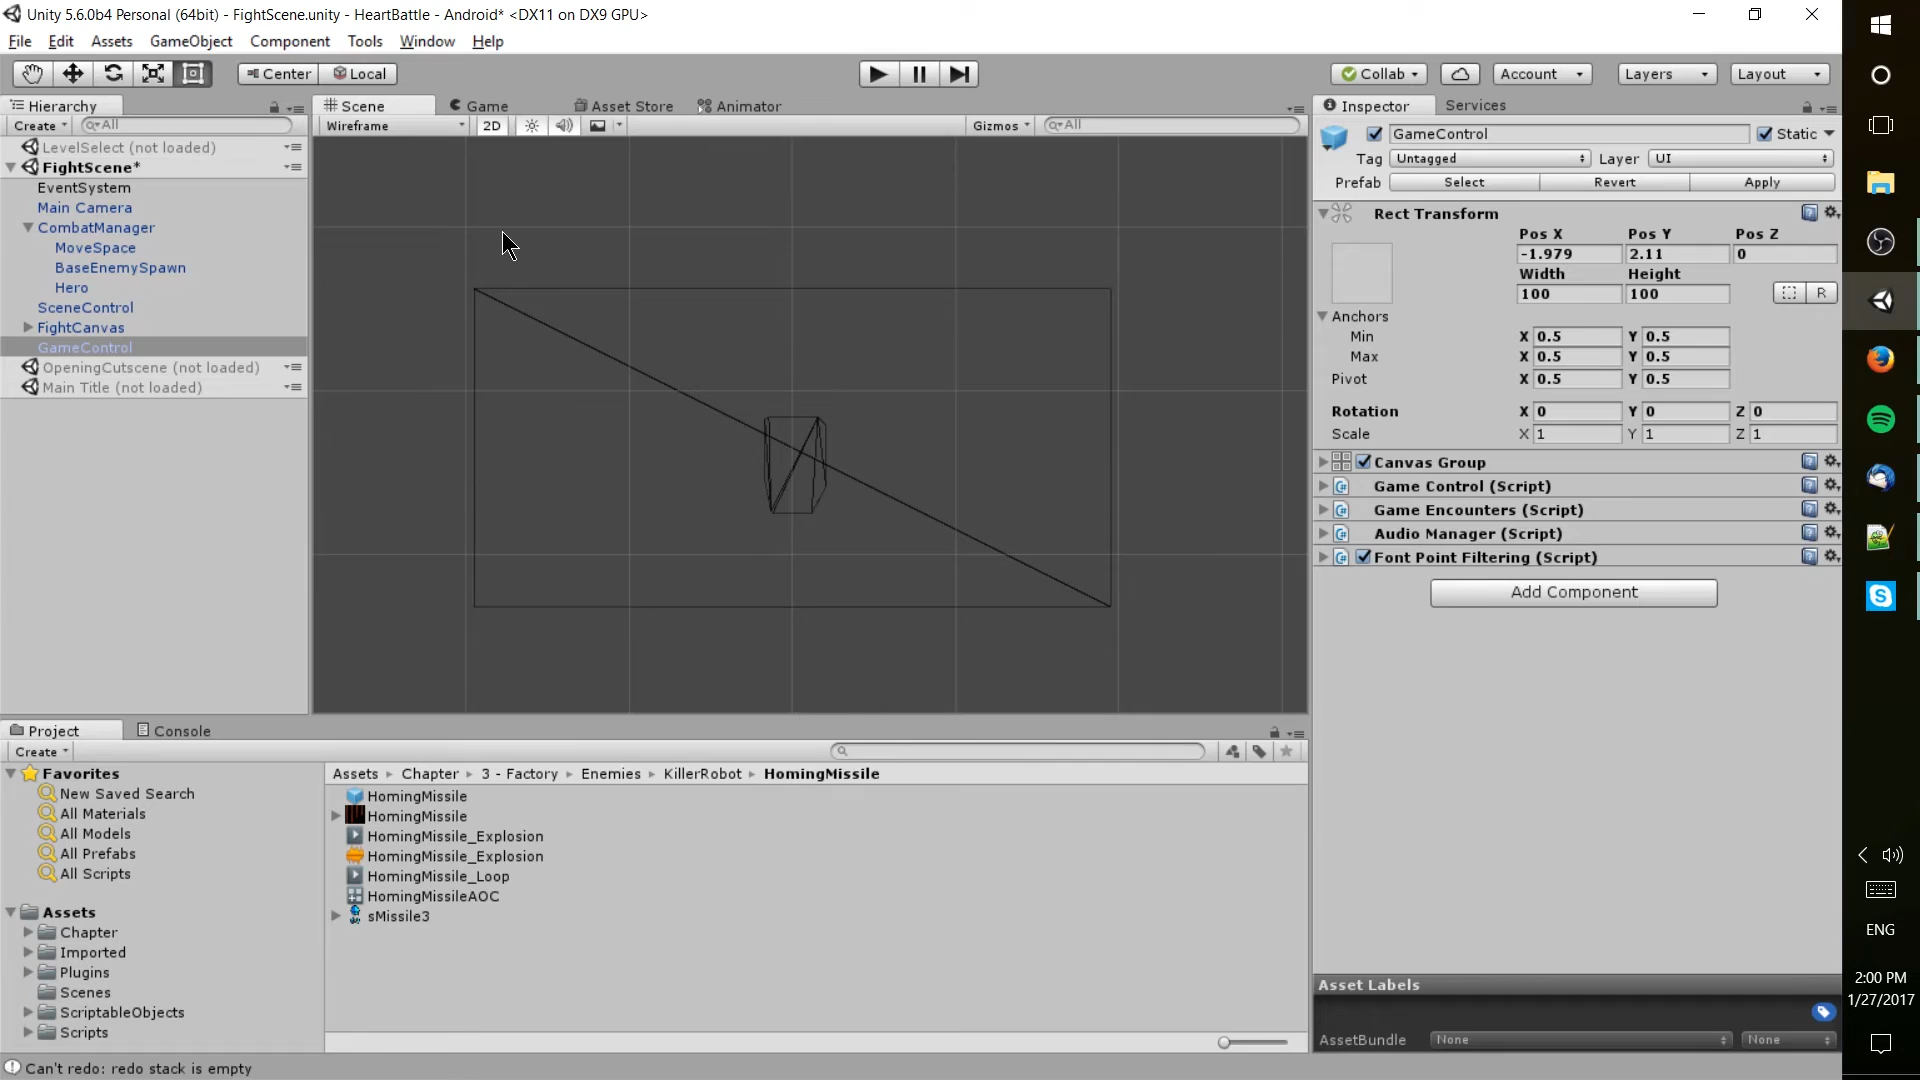 Unity 5.6.0b4 Personal (64bit) - FightScene.unity - HeartBattle - Android* <DX11 on DX9 GPU>
File Edit Assets GameObject Component Tools Window Help
Center Local Collab Account Layers Layout
Hierarchy
Create All
LevelSelect (not loaded)
FightScene*
EventSystem
Main Camera
CombatManager
MoveSpace
BaseEnemySpawn
Hero
SceneControl
FightCanvas
GameControl
OpeningCutscene (not loaded)
Main Title (not loaded)
Scene Game Asset Store Animator
Wireframe 2D Gizmos All
Inspector Services
GameControl Static
Tag Untagged Layer UI
Prefab Select Revert Apply
Rect Transform
Pos X Pos Y Pos Z
-1.979 2.11 0
Width Height
100 100 R
Anchors
Min X 0.5 Y 0.5
Max X 0.5 Y 0.5
Pivot X 0.5 Y 0.5
Rotation X 0 Y 0 Z 0
Scale X 1 Y 1 Z 1
Canvas Group
Game Control (Script)
Game Encounters (Script)
Audio Manager (Script)
Font Point Filtering (Script)
Add Component
Project Console
Create
Favorites
New Saved Search
All Materials
All Models
All Prefabs
All Scripts
Assets
Chapter
Imported
Plugins
Scenes
ScriptableObjects
Scripts
Assets Chapter 3 - Factory Enemies KillerRobot HomingMissile
HomingMissile
HomingMissile
HomingMissile_Explosion
HomingMissile_Explosion
HomingMissile_Loop
HomingMissileAOC
sMissile3
Asset Labels
AssetBundle None None
Can't redo: redo stack is empty
ENG
2:00 PM
1/27/2017